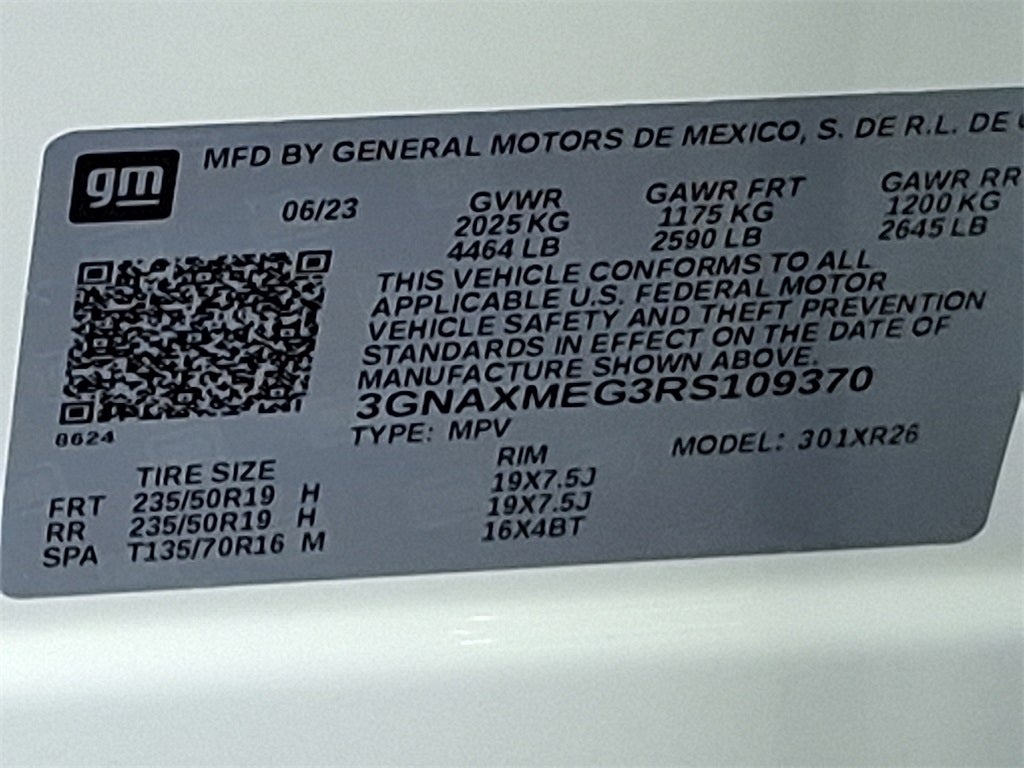 gm
MFD BY GENERAL MOTORS DE MEXICO, S. DE R.L. DE
06/23
GVWR GAWR FRT GAWR RR
2025 KG 1175 KG 1200 KG
4464 LB 2590 LB 2645 LB
THIS VEHICLE CONFORMS TO ALL
APPLICABLE U.S. FEDERAL MOTOR
VEHICLE SAFETY AND THEFT PREVENTION
STANDARDS IN EFFECT ON THE DATE OF
MANUFACTURE SHOWN ABOVE.
3GNAXMEG3RS109370
8624
TYPE: MPV MODEL: 301XR26
TIRE SIZE RIM
FRT 235/50R19 H 19X7.5J
RR 235/50R19 H 19X7.5J
SPA T135/70R16 M 16X4BT